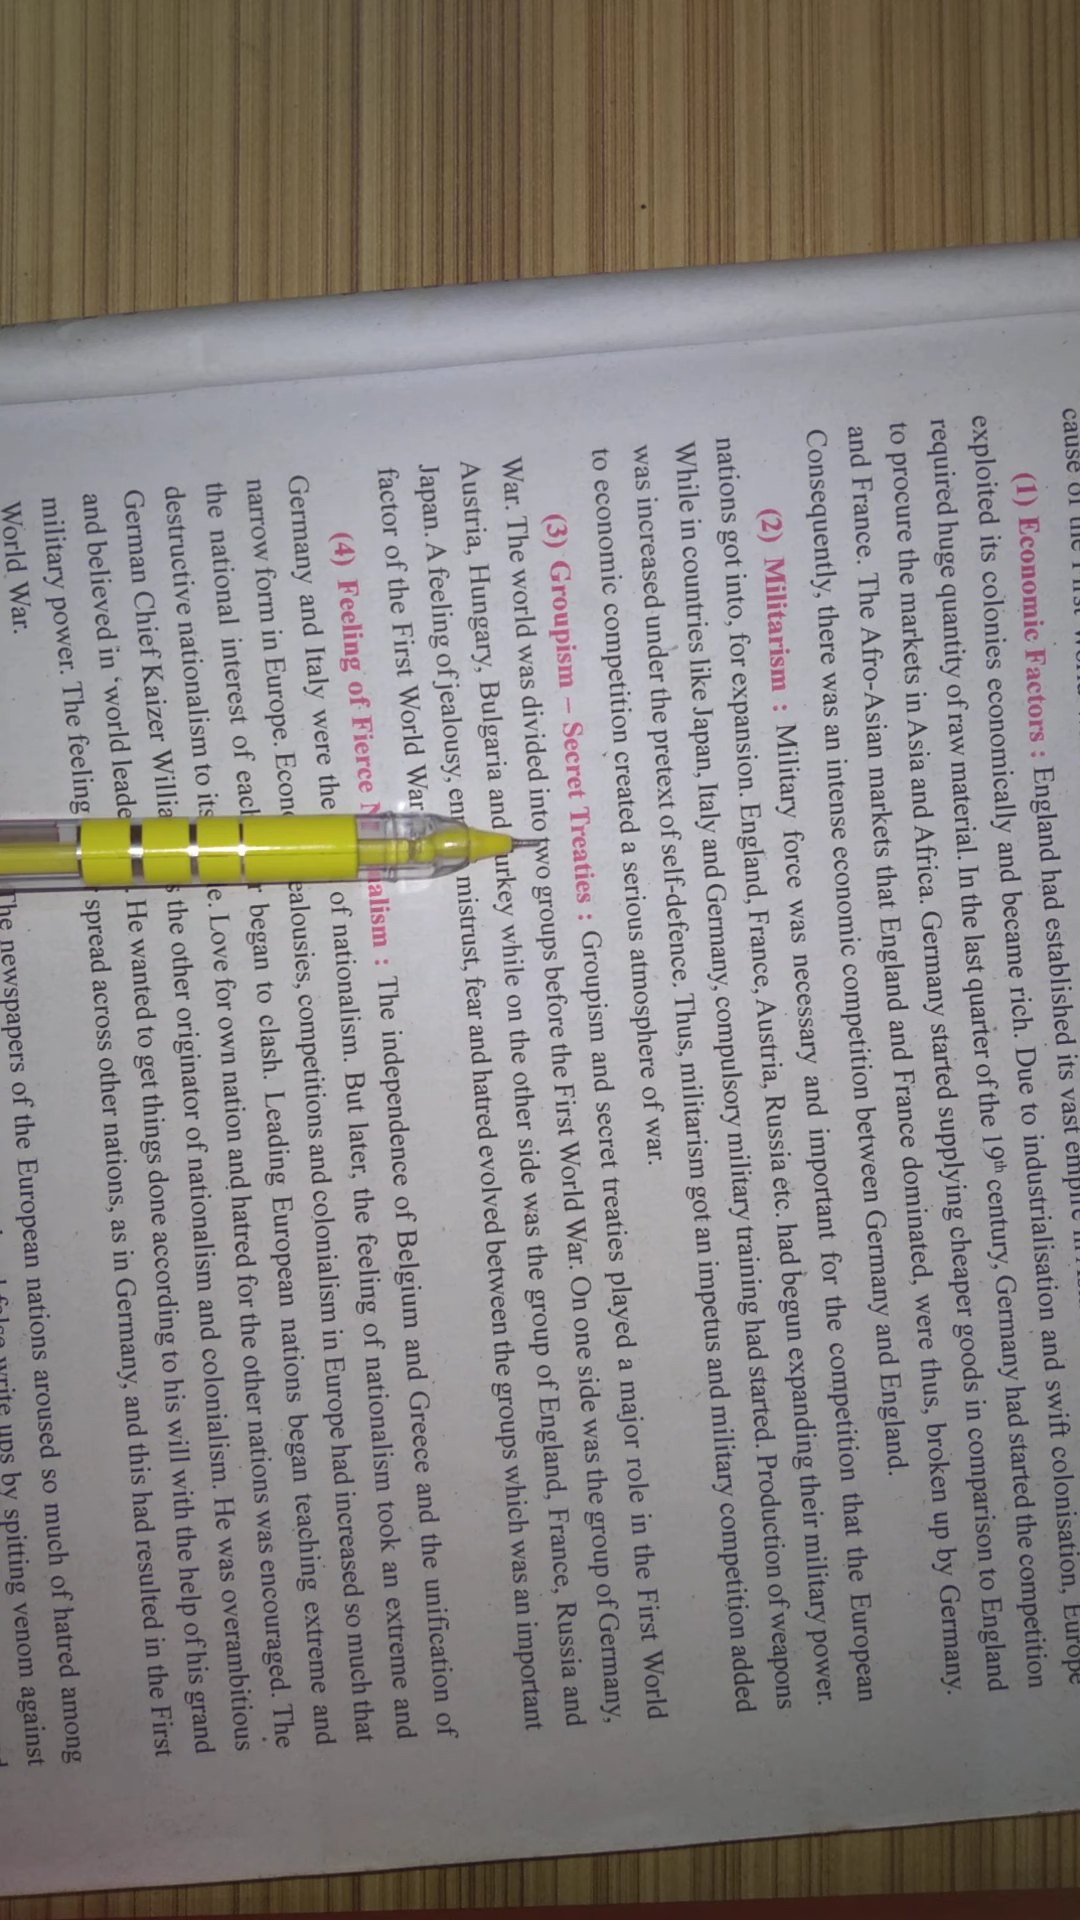 cause of the First World
(1) Economic Factors : England had established its vast empire in
exploited its colonies economically and became rich. Due to industrialisation and swift colonisation, Europe
required huge quantity of raw material. In the last quarter of the 19th century, Germany had started the competition
to procure the markets in Asia and Africa. Germany started supplying cheaper goods in comparison to England
and France. The Afro-Asian markets that England and France dominated, were thus, broken up by Germany.
Consequently, there was an intense economic competition between Germany and England.
(2) Militarism : Military force was necessary and important for the competition that the European
nations got into, for expansion. England, France, Austria, Russia etc. had begun expanding their military power.
While in countries like Japan, Italy and Germany, compulsory military training had started. Production of weapons
was increased under the pretext of self-defence. Thus, militarism got an impetus and military competition added
to economic competition created a serious atmosphere of war.
(3) Groupism – Secret Treaties : Groupism and secret treaties played a major role in the First World
War. The world was divided into two groups before the First World War. On one side was the group of Germany,
Austria, Hungary, Bulgaria and urkey while on the other side was the group of England, France, Russia and
Japan. A feeling of jealousy, en mistrust, fear and hatred evolved between the groups which was an important
factor of the First World War
(4) Feeling of Fierce N alism : The independence of Belgium and Greece and the unification of
Germany and Italy were the of nationalism. But later, the feeling of nationalism took an extreme and
narrow form in Europe. Econ ealousies, competitions and colonialism in Europe had increased so much that
the national interest of each r began to clash. Leading European nations began teaching extreme and
destructive nationalism to its e. Love for own nation and hatred for the other nations was encouraged. The
German Chief Kaizer Willia s the other originator of nationalism and colonialism. He was overambitious
and believed in ‘world leade . He wanted to get things done according to his will with the help of his grand
military power. The feeling spread across other nations, as in Germany, and this had resulted in the First
World War.
The newspapers of the European nations aroused so much of hatred among
false write ups by spitting venom against